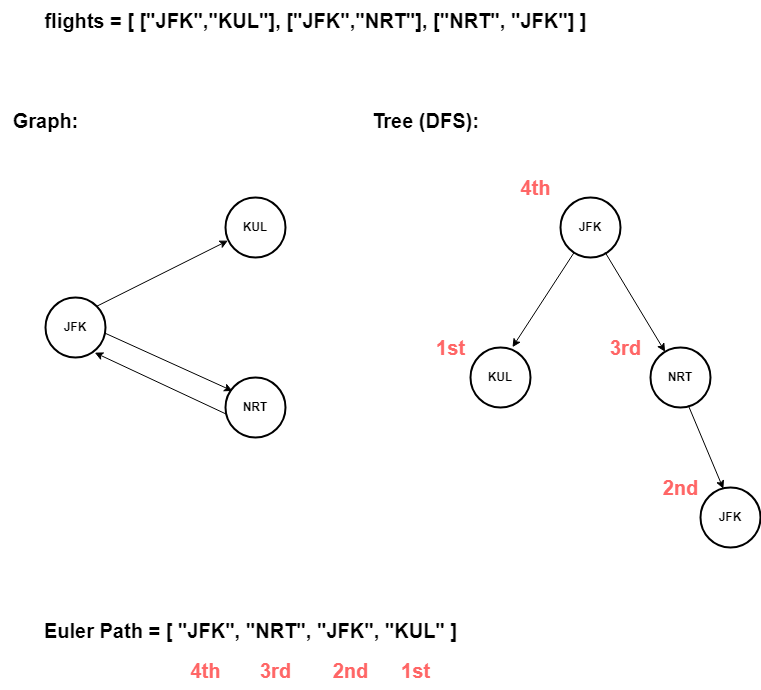 flights = [ ["JFK","KUL"], ["JFK","NRT"], ["NRT", "JFK"] ]
Graph:
KUL
JFK
NRT
Tree (DFS):
4th
JFK
1st
KUL
3rd
NRT
2nd
JFK
Euler Path = [ "JFK", "NRT", "JFK", "KUL" ]
4th 3rd 2nd 1st